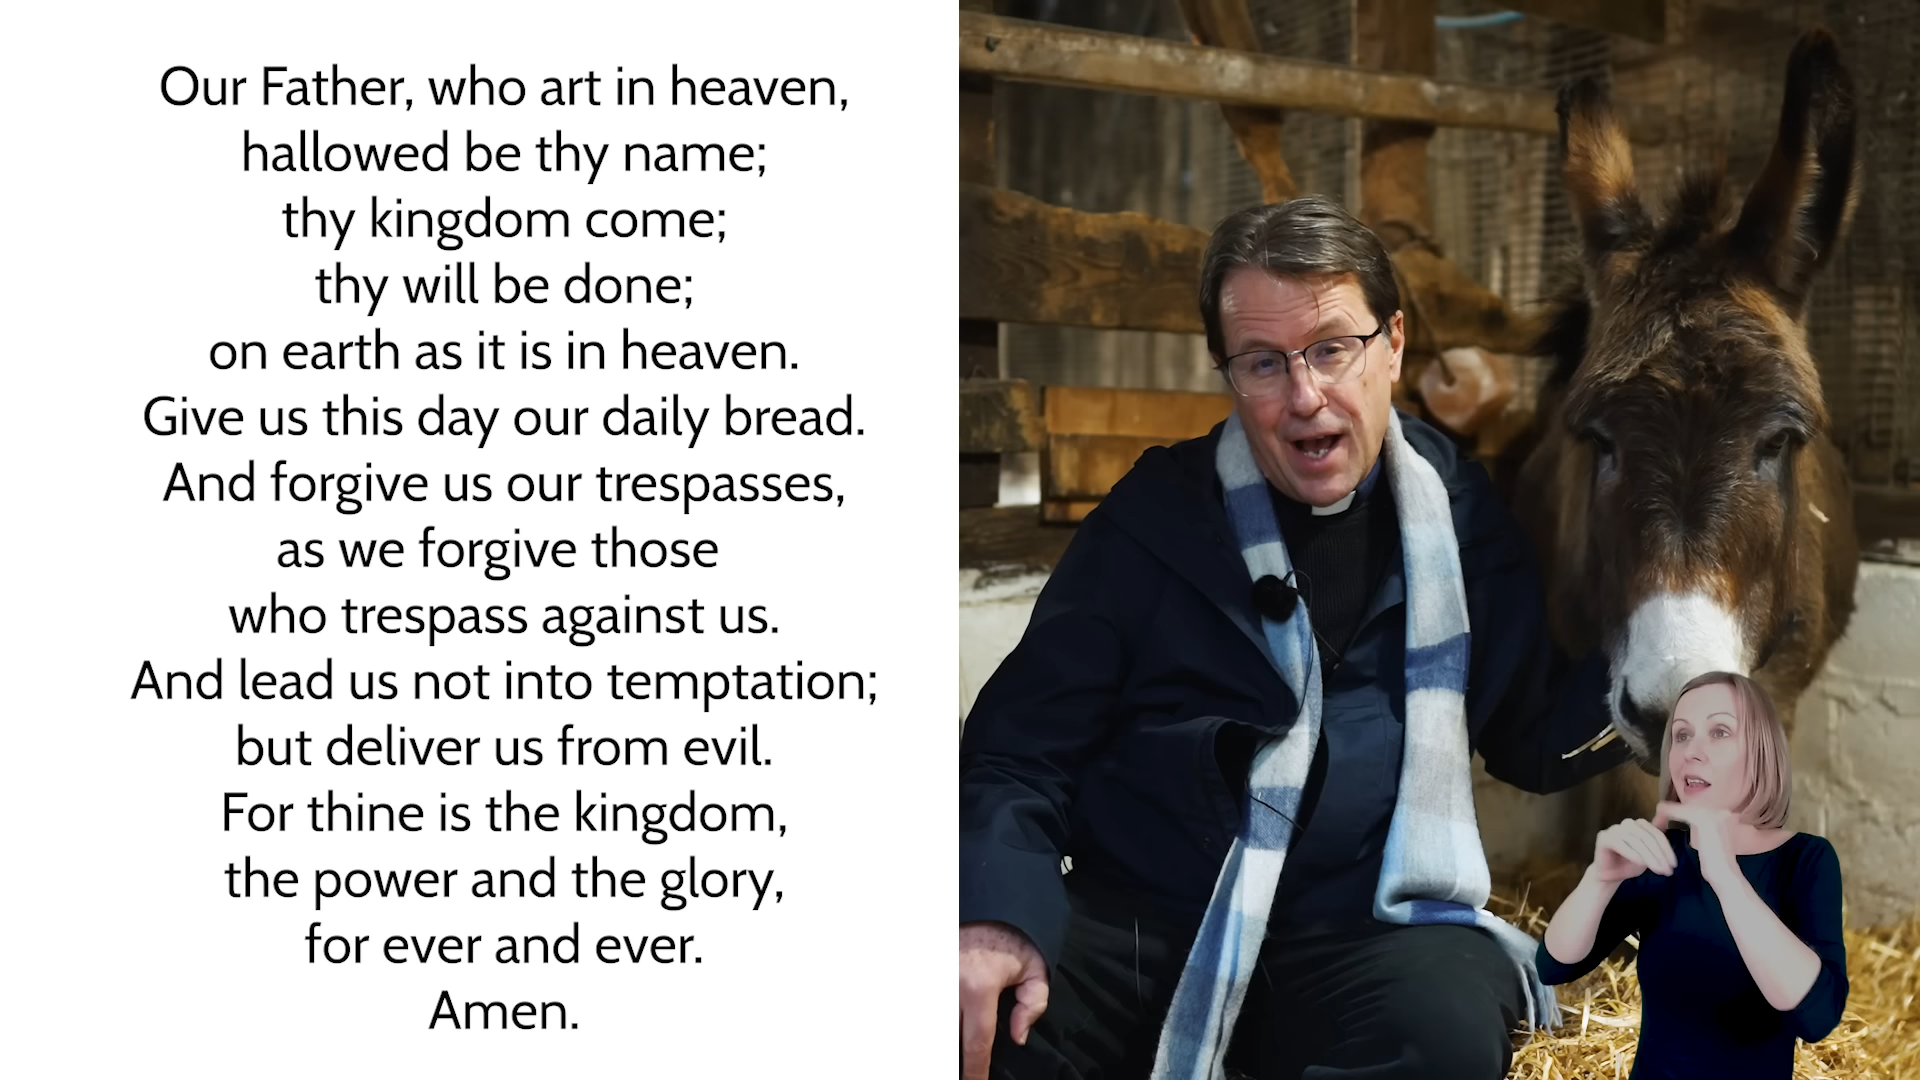 Our Father, who art in heaven,
hallowed be thy name;
thy kingdom come;
thy will be done;
on earth as it is in heaven.
Give us this day our daily bread.
And forgive us our trespasses,
as we forgive those
who trespass against us.
And lead us not into temptation;
but deliver us from evil.
For thine is the kingdom,
the power and the glory,
for ever and ever.
Amen.